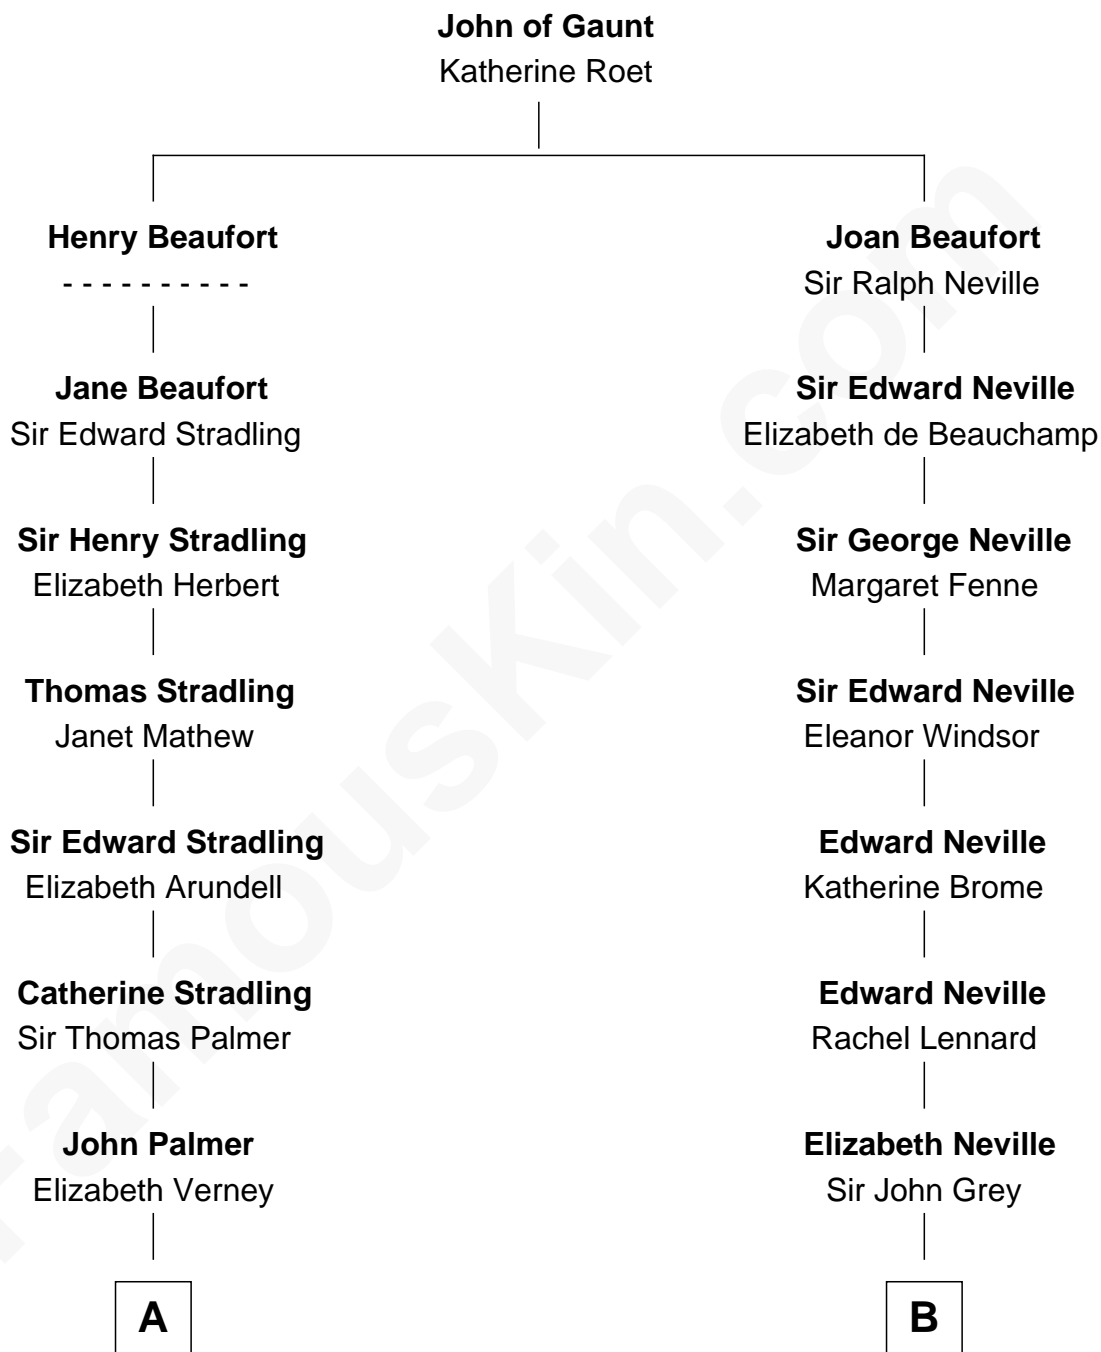 John of Gaunt
Katherine Roet
Henry Beaufort
- - - - - - - - - -
Jane Beaufort
Sir Edward Stradling
Sir Henry Stradling
Elizabeth Herbert
Thomas Stradling
Janet Mathew
Sir Edward Stradling
Elizabeth Arundell
Catherine Stradling
Sir Thomas Palmer
John Palmer
Elizabeth Verney
A
Joan Beaufort
Sir Ralph Neville
Sir Edward Neville
Elizabeth de Beauchamp
Sir George Neville
Margaret Fenne
Sir Edward Neville
Eleanor Windsor
Edward Neville
Katherine Brome
Edward Neville
Rachel Lennard
Elizabeth Neville
Sir John Grey
B
FamousKin.com